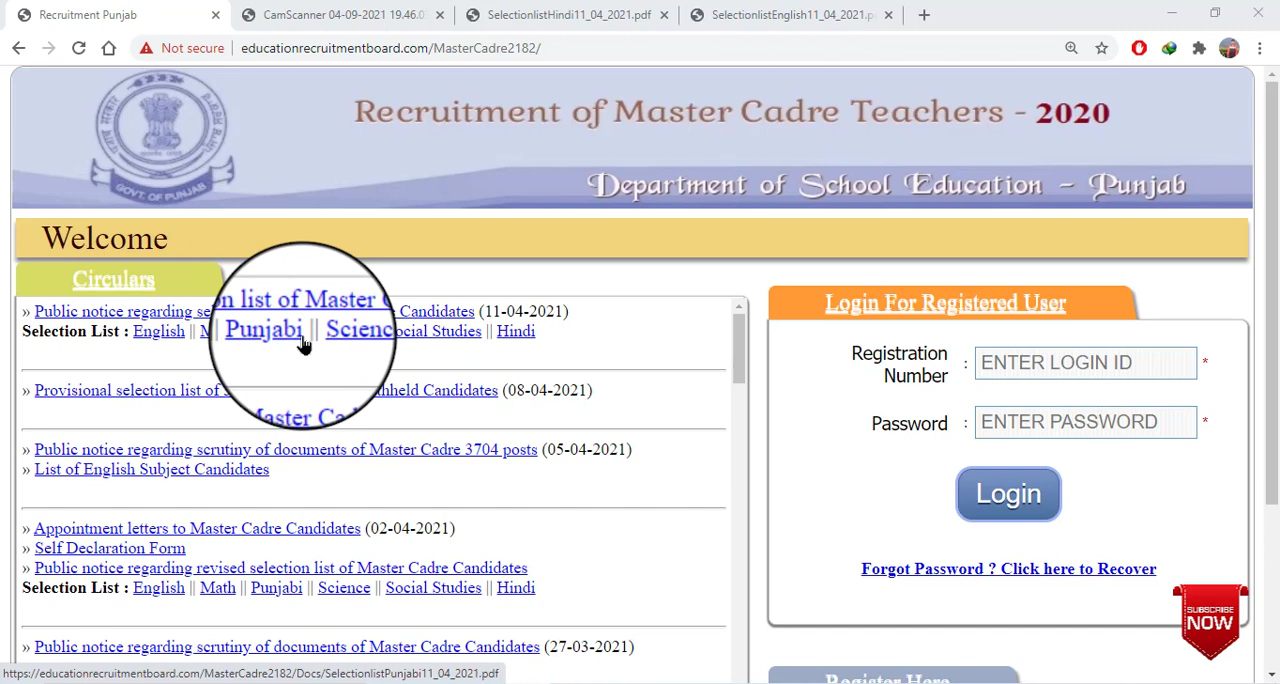 Recruitment Punjab
CamScanner 04-09-2021 19.46.0
SelectionlistHindi11_04_2021.pdf
SelectionlistEnglish11_04_2021.p
Not secure
educationrecruitmentboard.com/MasterCadre2182/
Recruitment of Master Cadre Teachers - 2020
GOVT. OF PUNJAB
Department of School Education – Punjab
Welcome
Circulars
» Public notice regarding se n list of Master C Candidates (11-04-2021)
Selection List : English || M || Punjabi || Scienc ocial Studies || Hindi
» Provisional selection list of hheld Candidates (08-04-2021)
Master Ca
» Public notice regarding scrutiny of documents of Master Cadre 3704 posts (05-04-2021)
» List of English Subject Candidates
» Appointment letters to Master Cadre Candidates (02-04-2021)
» Self Declaration Form
» Public notice regarding revised selection list of Master Cadre Candidates
Selection List : English || Math || Punjabi || Science || Social Studies || Hindi
» Public notice regarding scrutiny of documents of Master Cadre Candidates (27-03-2021)
Login For Registered User
Registration Number : ENTER LOGIN ID *
Password : ENTER PASSWORD *
Login
Forgot Password ? Click here to Recover
SUBSCRIBE
NOW
Register Here
https://educationrecruitmentboard.com/MasterCadre2182/Docs/SelectionlistPunjabi11_04_2021.pdf